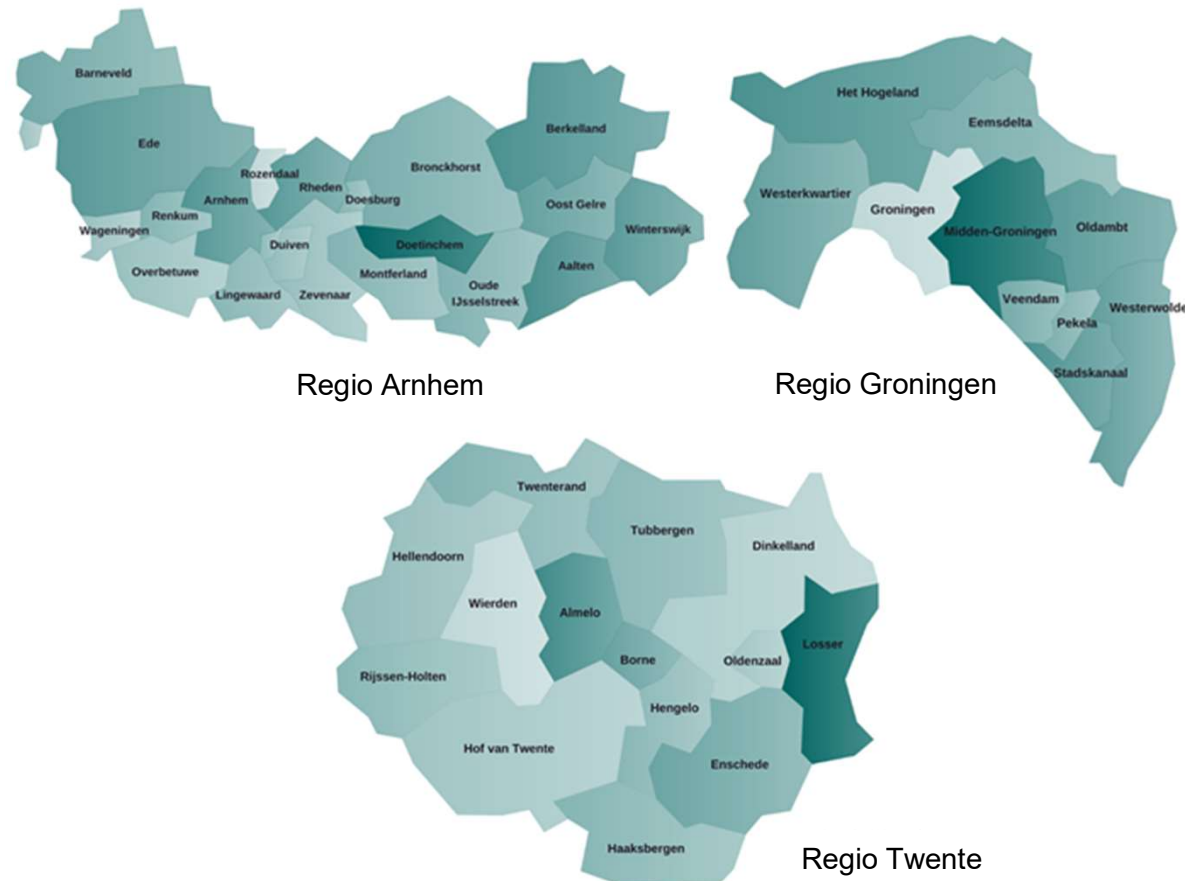 Barneveld
Ede
Rozendaal
Arnhem
Rheden
Doesburg
Renkum
Wageningen
Overbetuwe
Lingewaard
Duiven
Zevenaar
Bronckhorst
Doetinchem
Montferland
Oude
IJsselstreek
Berkelland
Oost Gelre
Winterswijk
Aalten
Regio Arnhem
Het Hogeland
Eemsdelta
Westerkwartier
Groningen
Midden-Groningen
Oldambt
Veendam
Pekela
Westerwolde
Stadskanaal
Regio Groningen
Twenterand
Tubbergen
Hellendoorn
Dinkelland
Wierden
Almelo
Losser
Borne
Oldenzaal
Rijssen-Holten
Hengelo
Hof van Twente
Enschede
Haaksbergen
Regio Twente